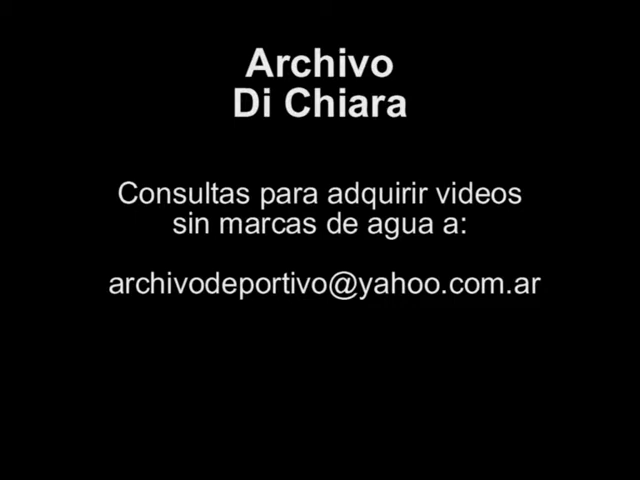 Archivo
Di Chiara
Consultas para adquirir videos
sin marcas de agua a:
archivodeportivo@yahoo.com.ar